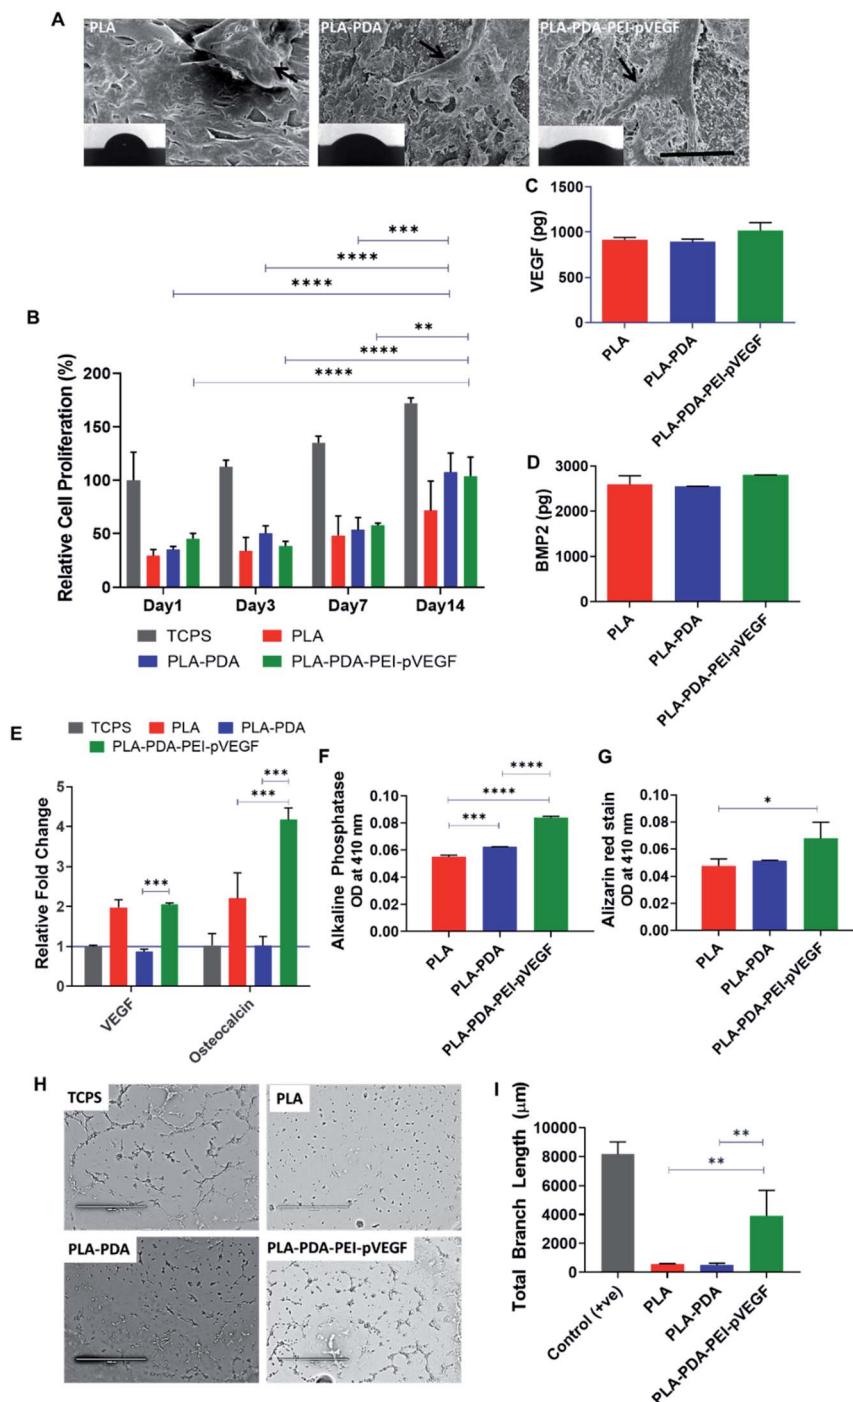 A
PLA
PLA-PDA
PLA-PDA-PEI-pVEGF
C
VEGF (pg)
1500
1000
500
0
PLA
PLA-PDA
PLA-PDA-PEI-pVEGF
B
***
****
****
**
****
****
Relative Cell Proliferation (%)
200
150
100
50
0
Day1 Day3 Day7 Day14
TCPS PLA
PLA-PDA PLA-PDA-PEI-pVEGF
D
BMP2 (pg)
3000
2000
1000
0
PLA
PLA-PDA
PLA-PDA-PEI-pVEGF
E
TCPS PLA PLA-PDA
PLA-PDA-PEI-pVEGF
Relative Fold Change
5
4
3
2
1
0
***
***
***
VEGF
Osteocalcin
F
Alkaline Phosphatase
OD at 410 nm
0.10
0.08
0.06
0.04
0.02
0.00
****
****
***
PLA
PLA-PDA
PLA-PDA-PEI-pVEGF
G
Alizarin red stain
OD at 410 nm
0.10
0.08
0.06
0.04
0.02
0.00
*
PLA
PLA-PDA
PLA-PDA-PEI-pVEGF
H
TCPS
PLA
PLA-PDA
PLA-PDA-PEI-pVEGF
I
Total Branch Length (μm)
10000
8000
6000
4000
2000
0
**
**
Control (+ve)
PLA
PLA-PDA
PLA-PDA-PEI-pVEGF